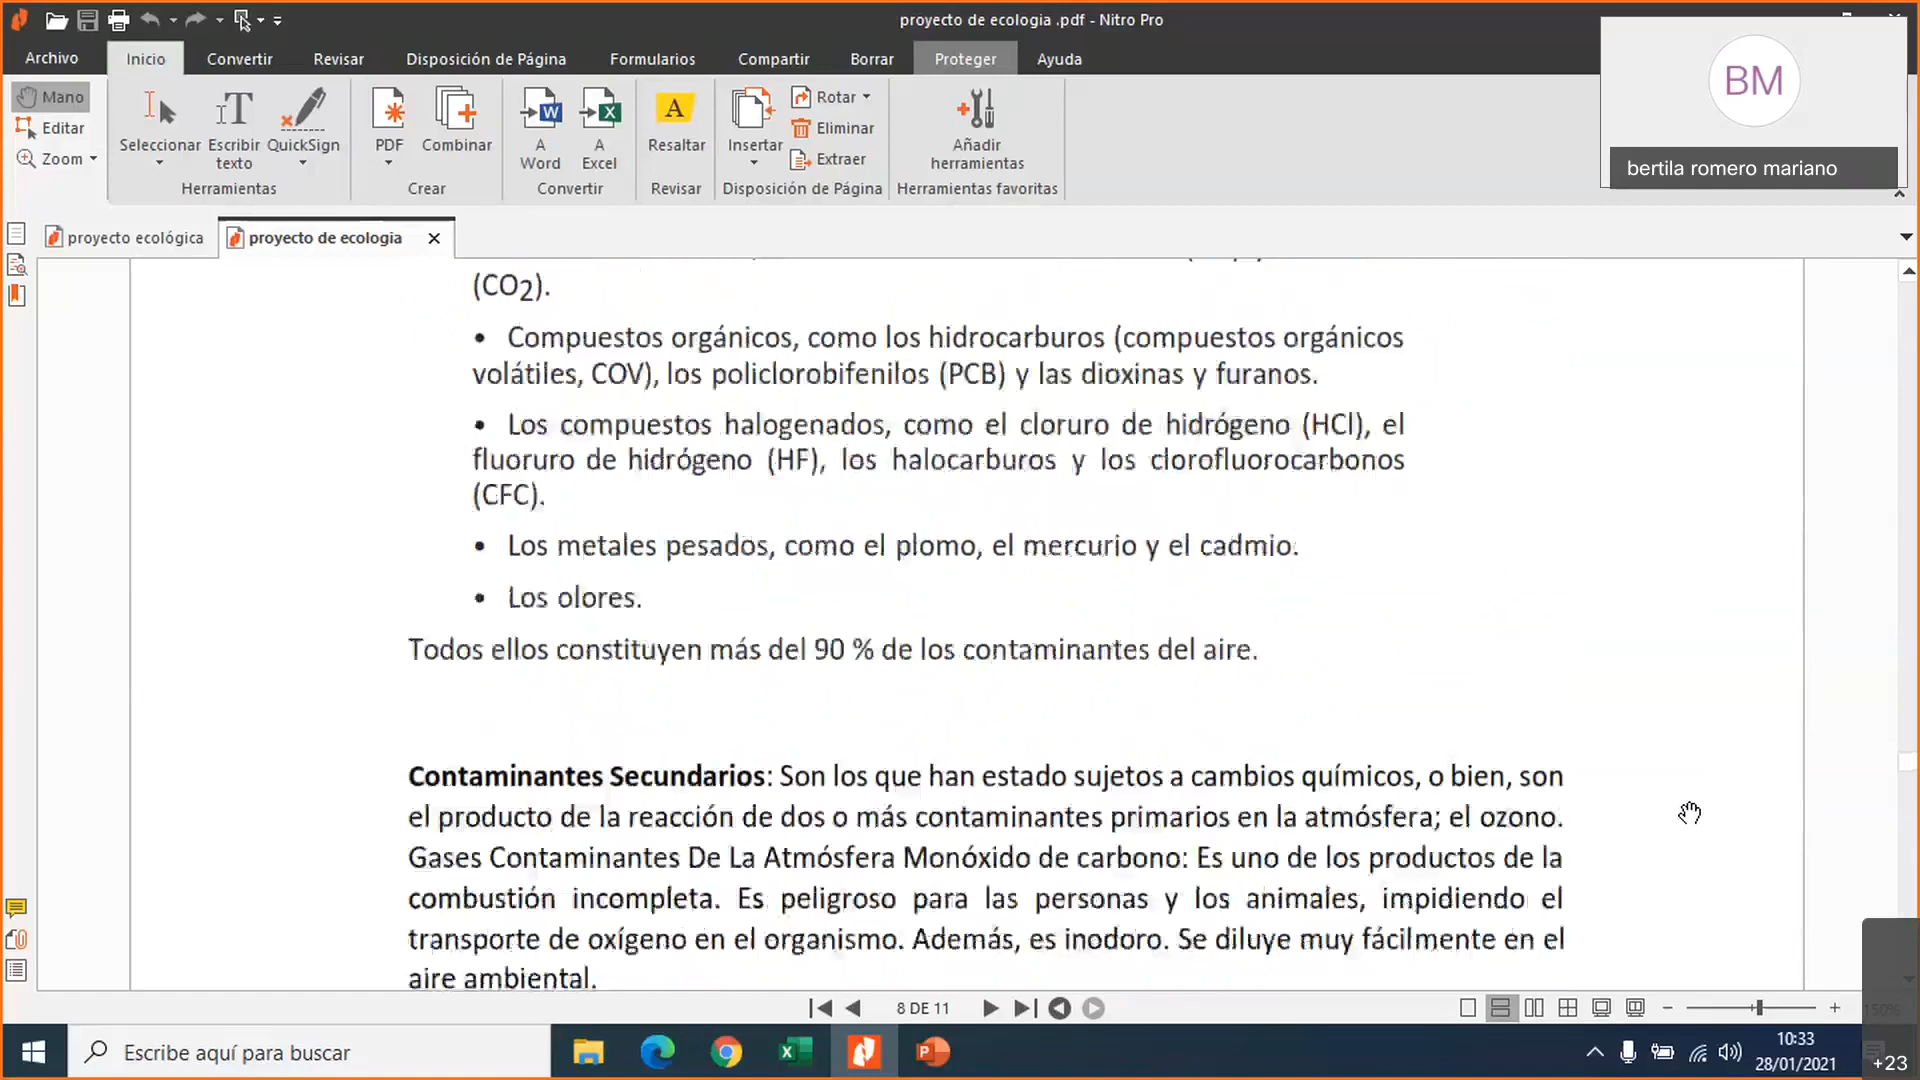 proyecto de ecologia .pdf - Nitro Pro
Archivo Inicio Convertir Revisar Disposición de Página Formularios Compartir Borrar Proteger Ayuda
Mano
Editar
Zoom
Seleccionar
Escribir texto
QuickSign
Herramientas
PDF
Combinar
Crear
A Word
A Excel
Convertir
Resaltar
Revisar
Insertar
Rotar
Eliminar
Extraer
Disposición de Página
Añadir herramientas
Herramientas favoritas
BM
bertila romero mariano
proyecto ecológica
proyecto de ecologia
(CO2).
• Compuestos orgánicos, como los hidrocarburos (compuestos orgánicos
volátiles, COV), los policlorobifenilos (PCB) y las dioxinas y furanos.
• Los compuestos halogenados, como el cloruro de hidrógeno (HCl), el
fluoruro de hidrógeno (HF), los halocarburos y los clorofluorocarbonos
(CFC).
• Los metales pesados, como el plomo, el mercurio y el cadmio.
• Los olores.
Todos ellos constituyen más del 90 % de los contaminantes del aire.
Contaminantes Secundarios: Son los que han estado sujetos a cambios químicos, o bien, son
el producto de la reacción de dos o más contaminantes primarios en la atmósfera; el ozono.
Gases Contaminantes De La Atmósfera Monóxido de carbono: Es uno de los productos de la
combustión incompleta. Es peligroso para las personas y los animales, impidiendo el
transporte de oxígeno en el organismo. Además, es inodoro. Se diluye muy fácilmente en el
aire ambiental.
8 DE 11
150%
Escribe aquí para buscar
10:33
28/01/2021
+23